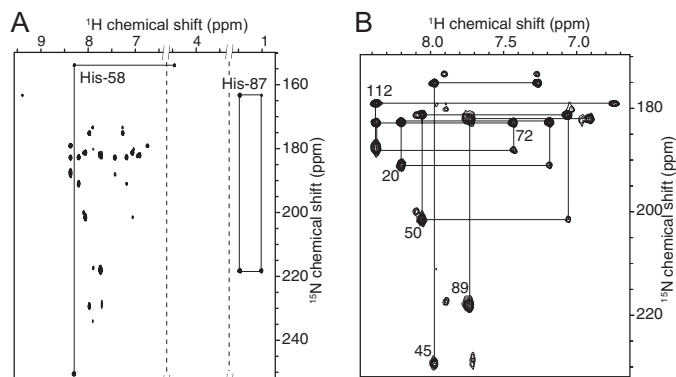 A
¹H chemical shift (ppm)
9 8 7 5 4 1
His-58
His-87
160
180
200
220
240
¹⁵N chemical shift (ppm)
B
¹H chemical shift (ppm)
8.0 7.5 7.0
112
72
20
50
89
45
180
200
220
¹⁵N chemical shift (ppm)